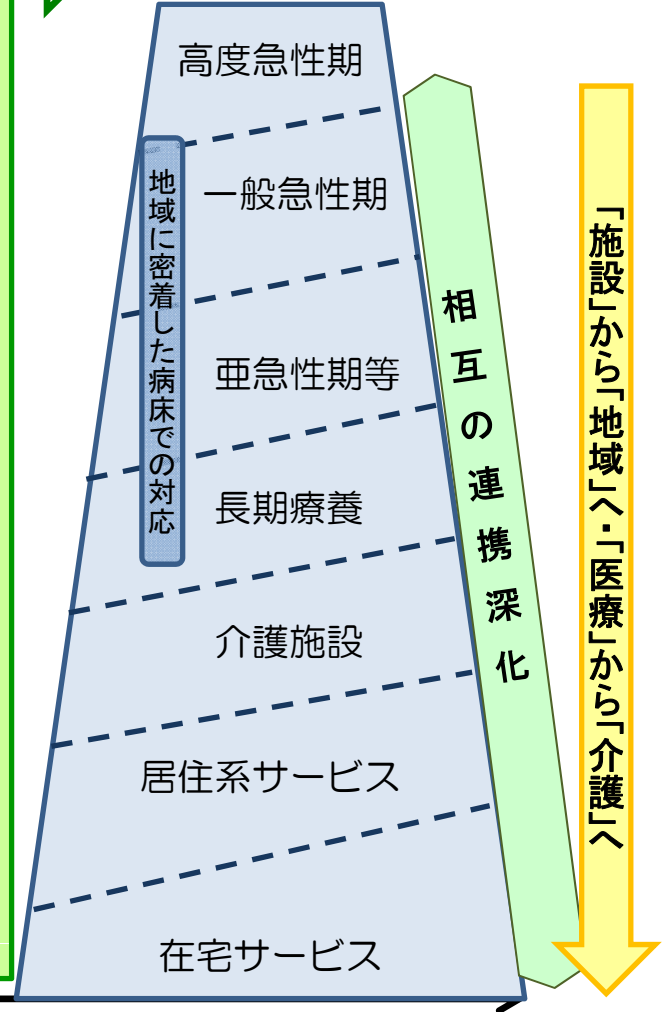 高度急性期
一般急性期
亜急性期等
長期療養
介護施設
居住系サービス
在宅サービス
地域に密着した病床での対応
相互の連携深化
「施設」から「地域」へ・「医療」から「介護」へ